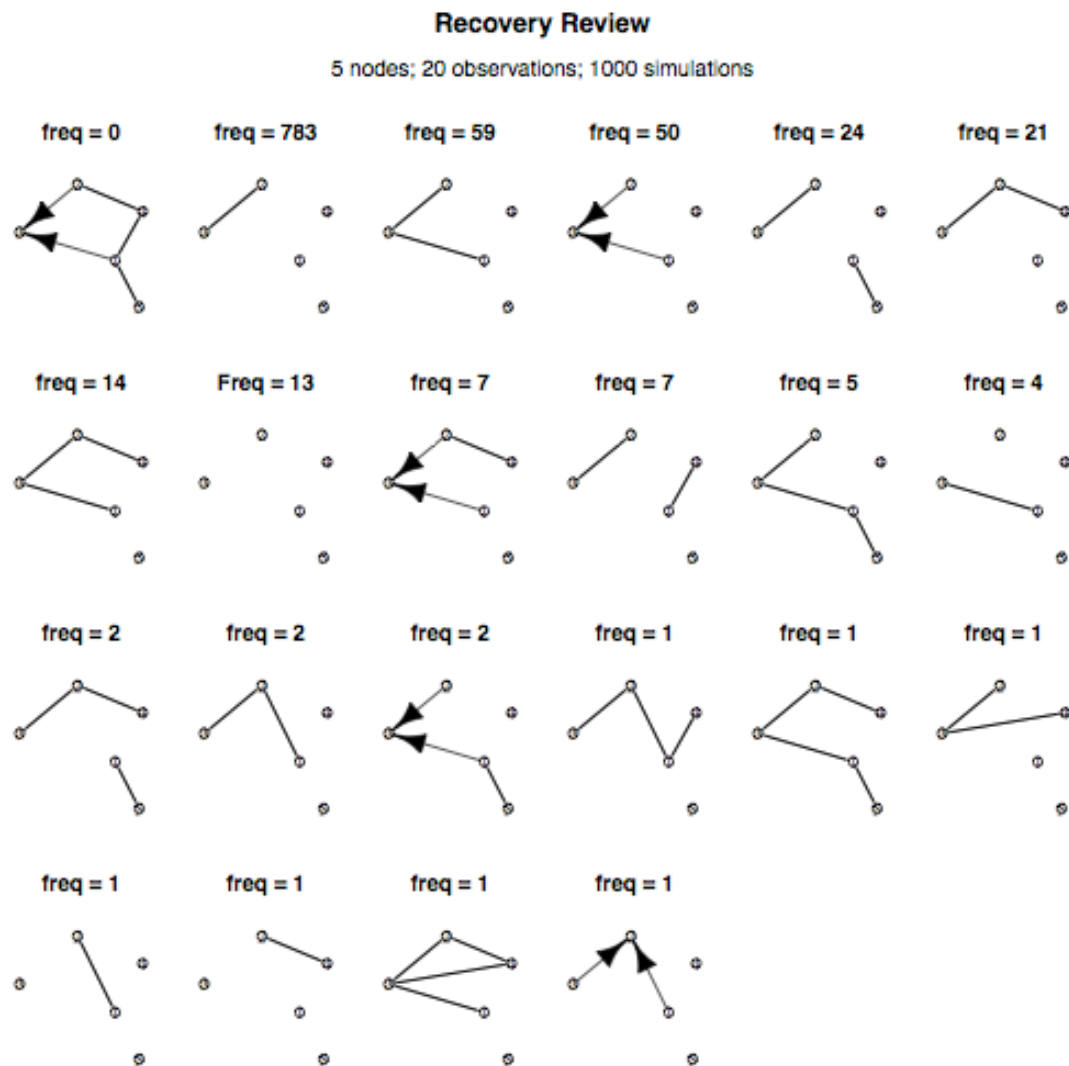 Recovery Review
5 nodes; 20 observations; 1000 simulations
freq = 0 freq = 783 freq = 59 freq = 50 freq = 24 freq = 21
freq = 14 Freq = 13 freq = 7 freq = 7 freq = 5 freq = 4
freq = 2 freq = 2 freq = 2 freq = 1 freq = 1 freq = 1
freq = 1 freq = 1 freq = 1 freq = 1